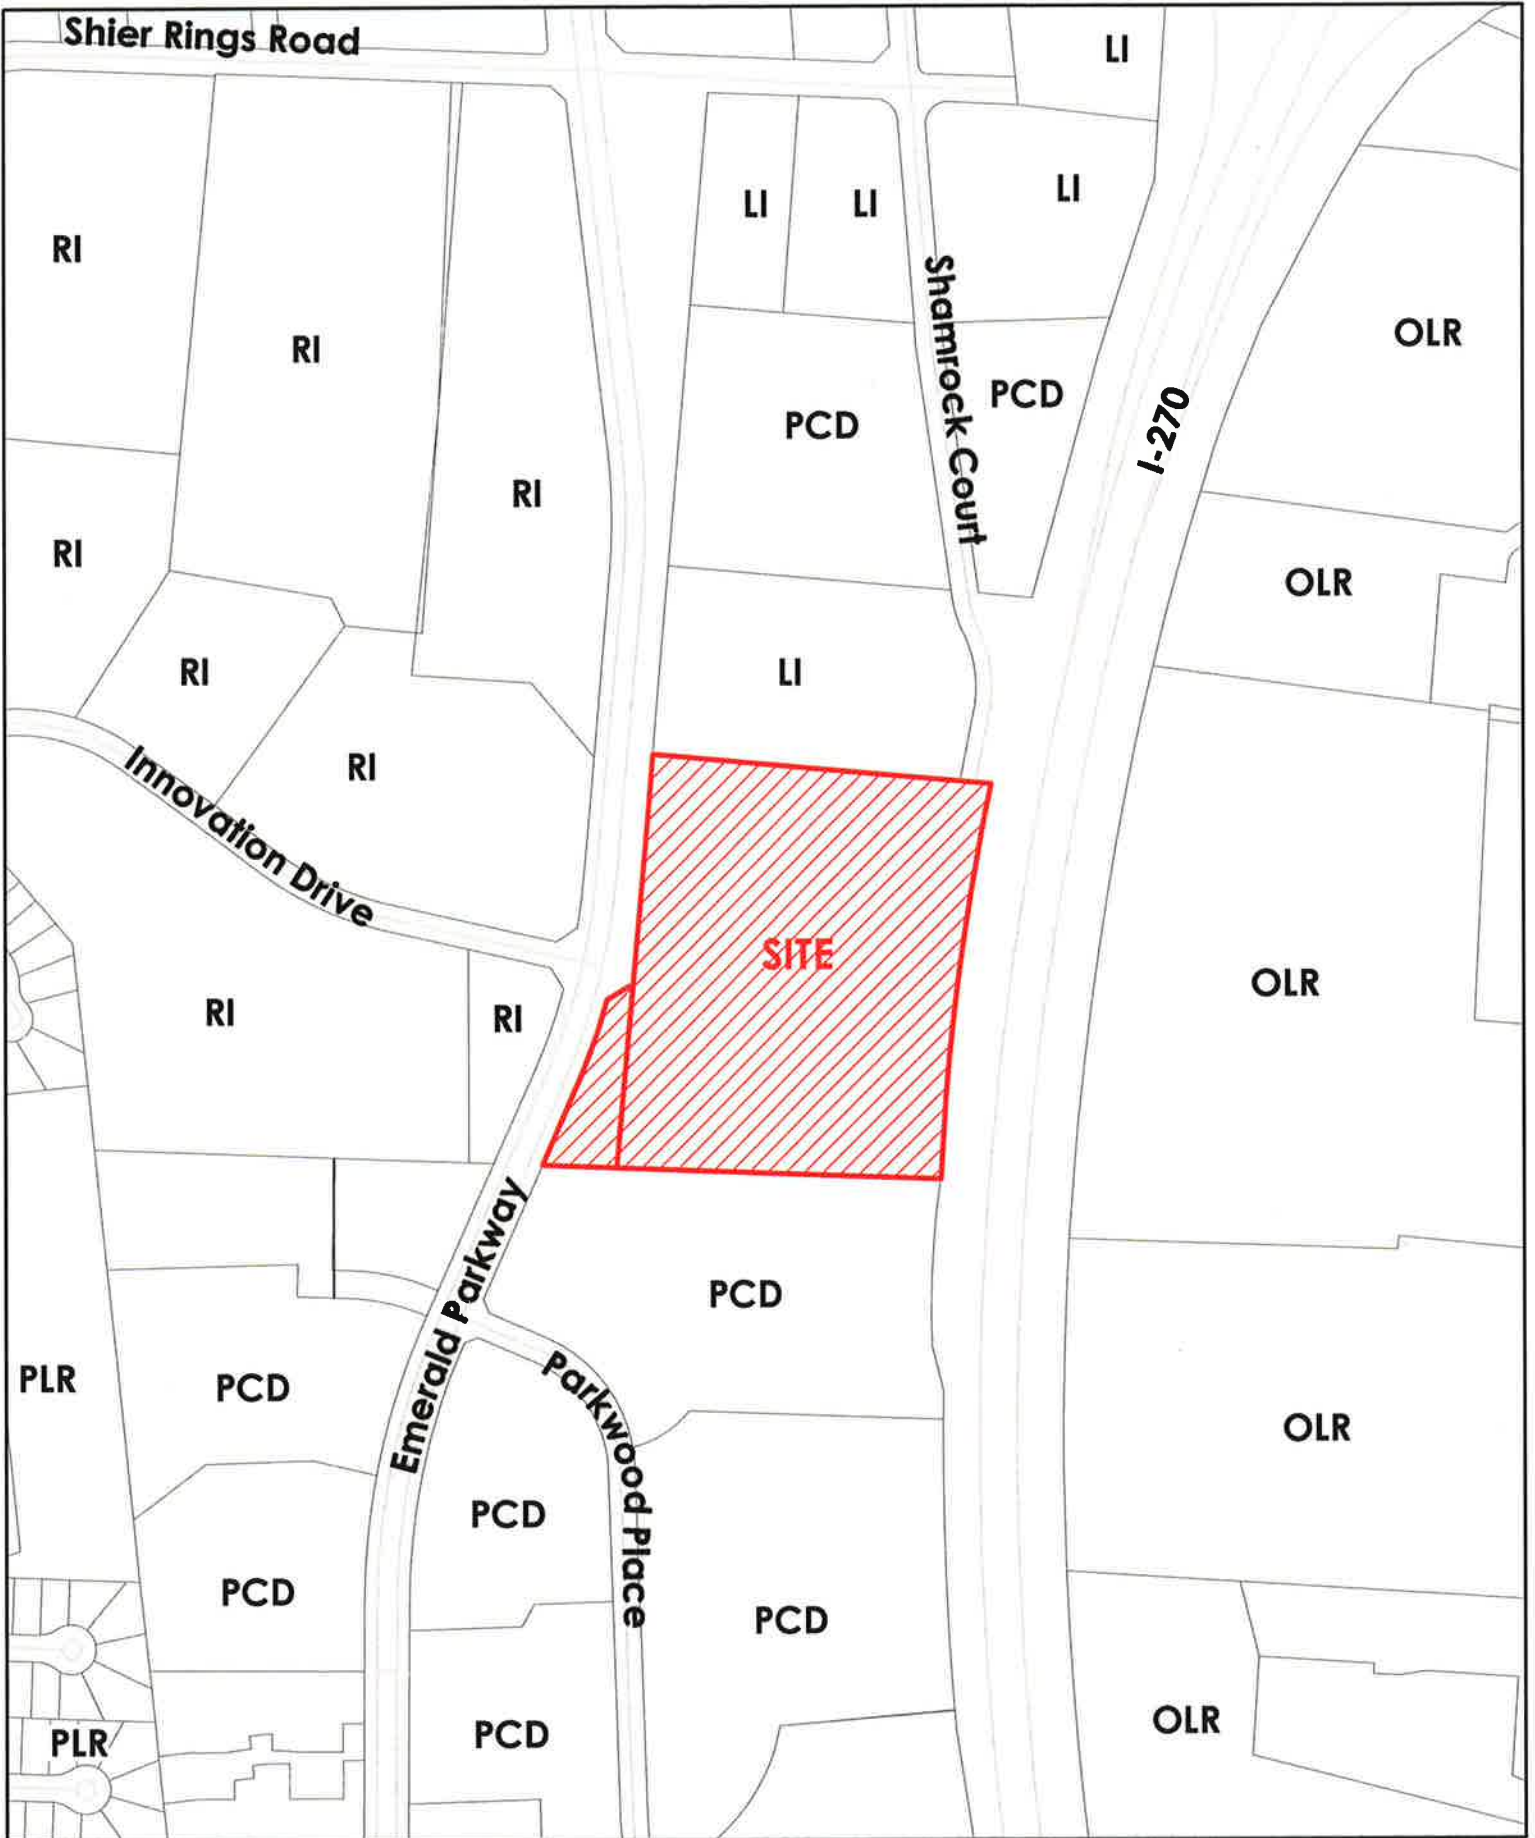 Shier Rings Road
LI
RI
LI
LI
LI
RI
Shamrock Court
OLR
PCD
PCD
I-270
RI
RI
OLR
RI
LI
RI
Innovation Drive
SITE
OLR
RI
RI
PCD
Emerald Parkway
PLR
PCD
Parkwood Place
OLR
PCD
PCD
PCD
OLR
PCD
PLR